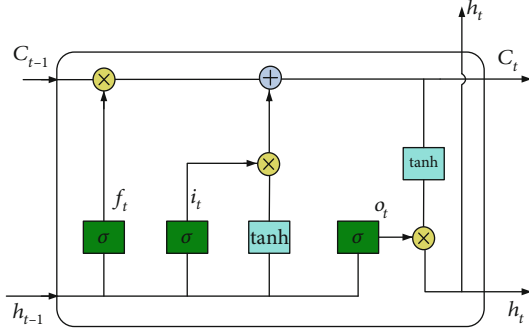 h_t
C_{t-1}
×
+
C_t
tanh
×
f_t
i_t
o_t
σ
σ
tanh
σ
×
h_{t-1}
h_t